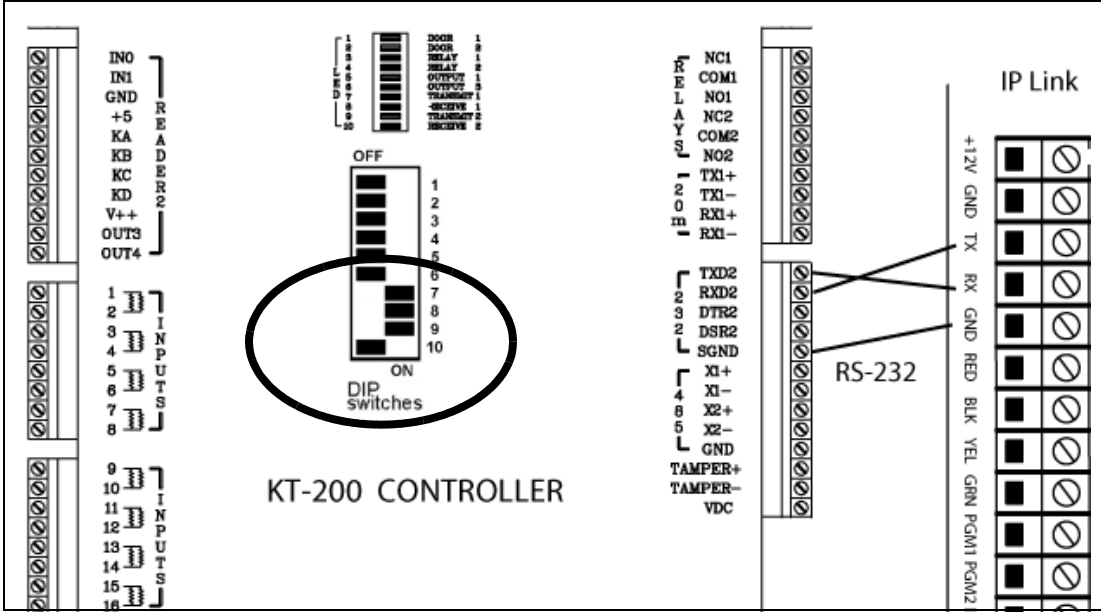 IN0
IN1
GND
+5
KA
KB
KC
KD
V++
OUT3
OUT4
READER2
1
2
3
4
5
6
7
8
INPUTS
9
10
11
12
13
14
15
16
INPUTS
LED
1 DOOR 1
2 DOOR 2
3 RELAY 1
4 RELAY 2
5 OUTPUT 1
6 OUTPUT 3
7 TRANSMIT 1
8 RECEIVE 1
9 TRANSMIT 2
10 RECEIVE 2
OFF
1
2
3
4
5
6
7
8
9
10
ON
DIP
switches
KT-200 CONTROLLER
RELAYS
NC1
COM1
NO1
NC2
COM2
NO2
20m
TX1+
TX1-
RX1+
RX1-
232
TXD2
RXD2
DTR2
DSR2
SGND
485
X1+
X1-
X2+
X2-
GND
TAMPER+
TAMPER-
VDC
RS-232
IP Link
+12V
GND
TX
RX
GND
RED
BLK
YEL
GRN
PGM1
PGM2